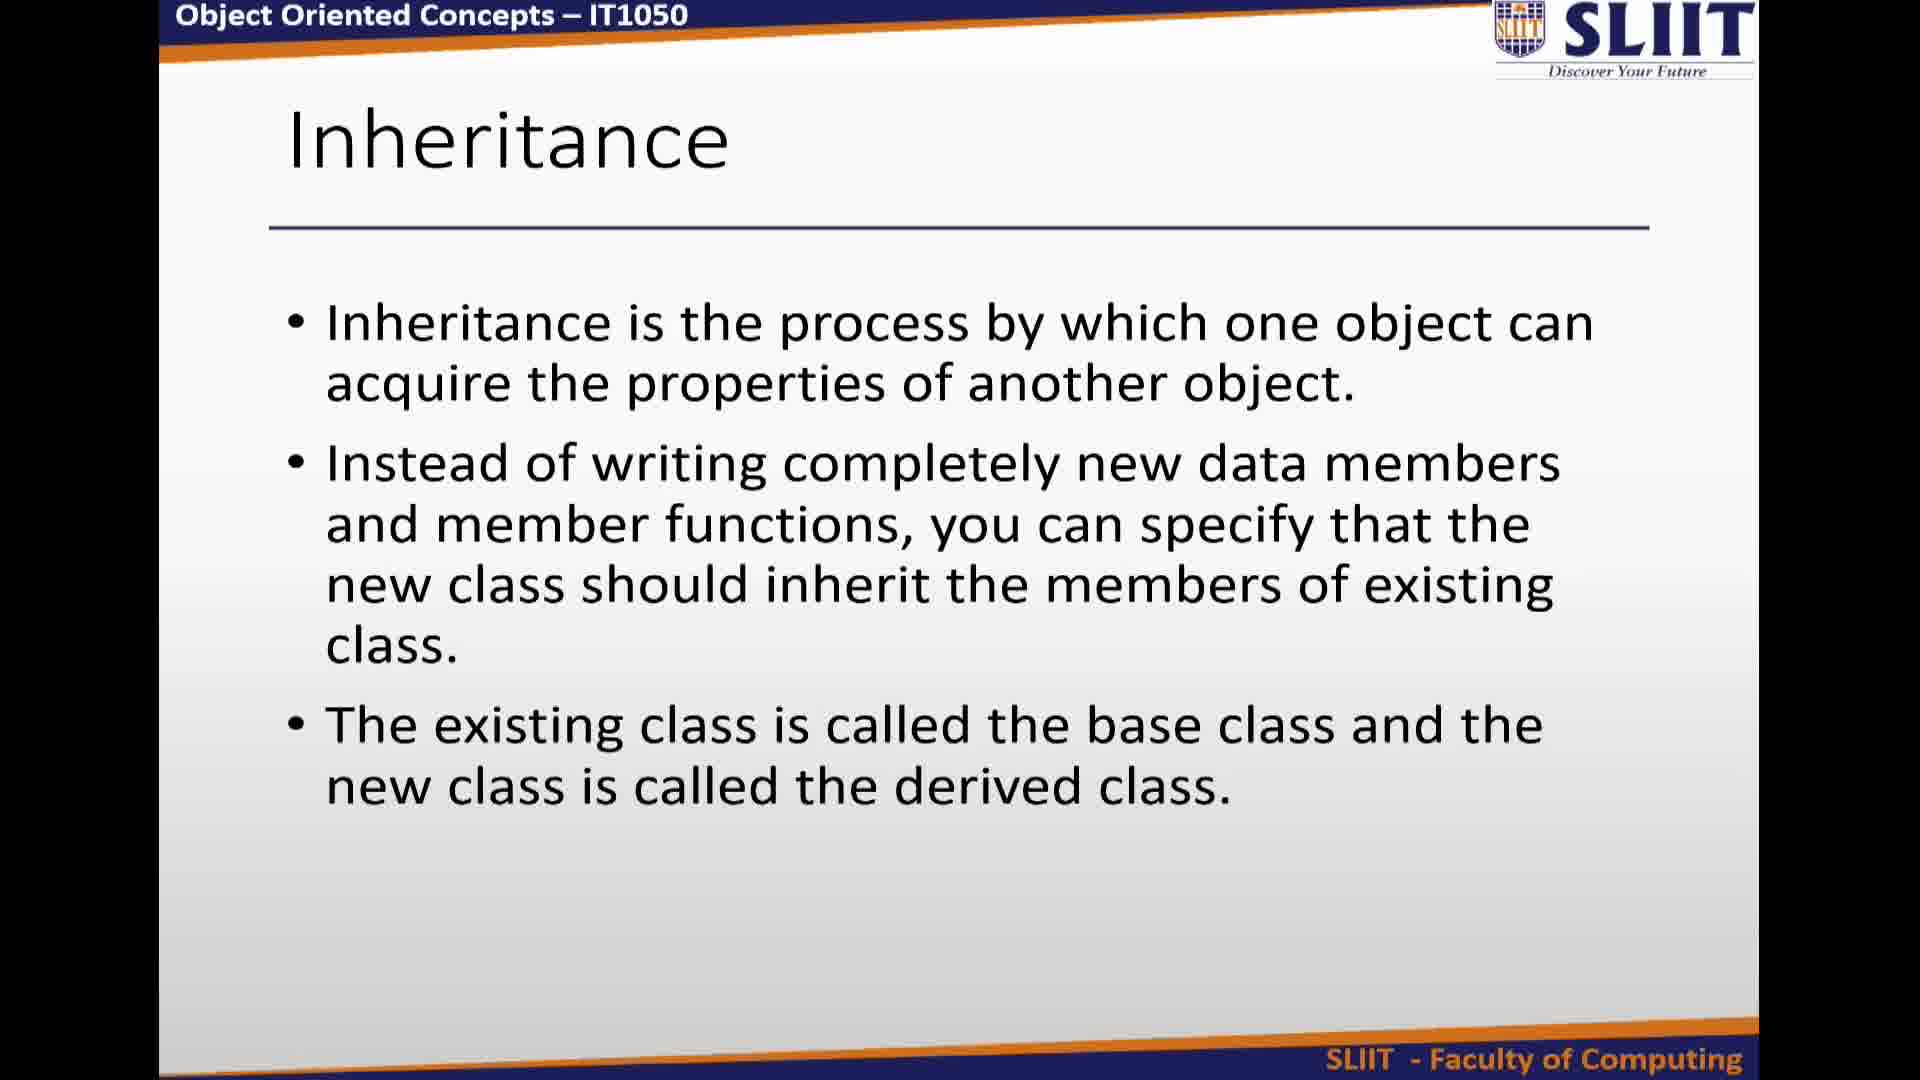 Object Oriented Concepts – IT1050
SLIIT
SLIIT
Discover Your Future
Inheritance
• Inheritance is the process by which one object can
acquire the properties of another object.
• Instead of writing completely new data members
and member functions, you can specify that the
new class should inherit the members of existing
class.
• The existing class is called the base class and the
new class is called the derived class.
SLIIT - Faculty of Computing